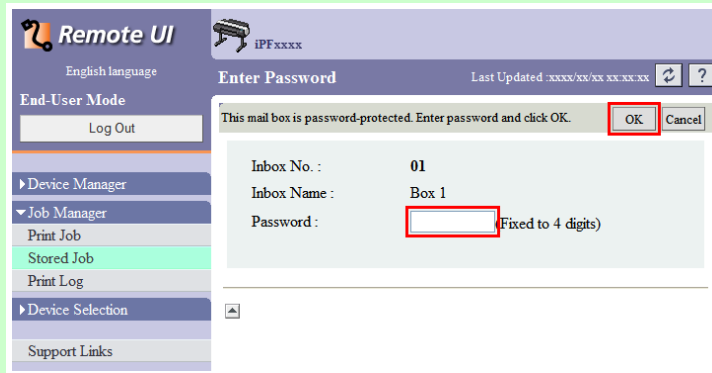 Remote UI
English language
End-User Mode
Log Out
Device Manager
Job Manager
Print Job
Stored Job
Print Log
Device Selection
Support Links
iPFxxxx
Enter Password
Last Updated :xxxx/xx/xx xx:xx:xx
?
This mail box is password-protected. Enter password and click OK.
OK
Cancel
Inbox No. : 01
Inbox Name : Box 1
Password : (Fixed to 4 digits)